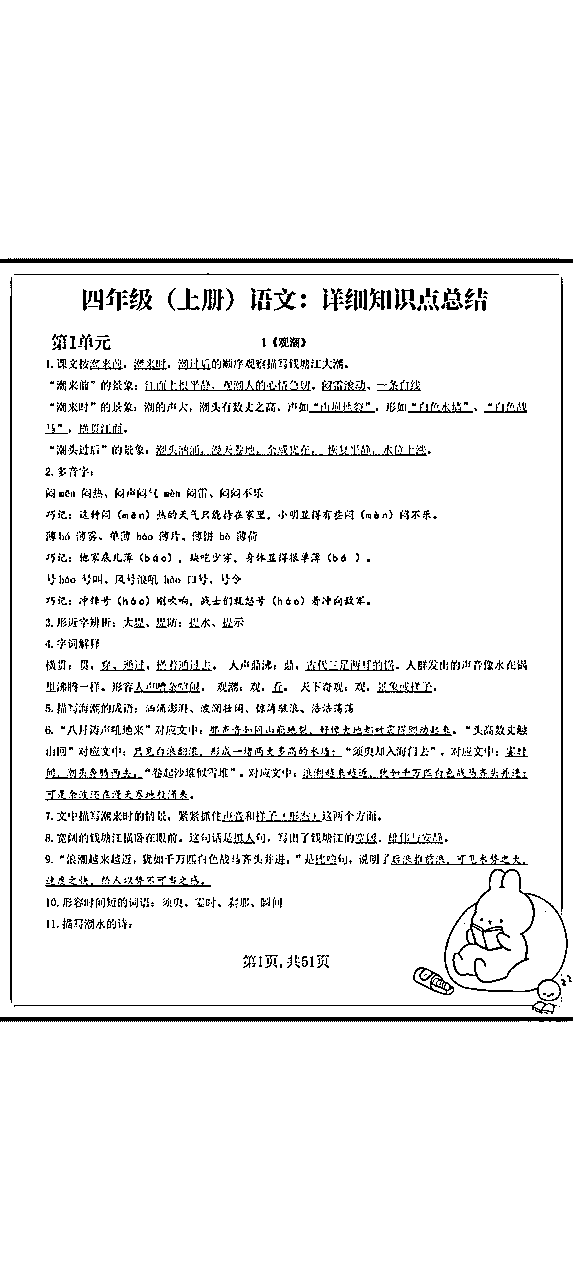 四年级（上册）语文：详细知识点总结
第1单元
1《观潮》
1. 课文按潮来前、潮来时、潮过后的顺序观察描写钱塘江大潮。
“潮来前”的景象：江面上很平静、观潮人的心情急切、闷雷滚动、一条白线
“潮来时”的景象：潮的声大，潮头有数丈之高，声如“山崩地裂”，形如“白色水墙”、“白色战
马”，横贯江面。
“潮头过后”的景象：潮头汹涌，漫天卷地，余威犹在，恢复平静，水位上涨。
2. 多音字：
闷 mēn 闷热、闷声闷气 mèn 闷雷、闷闷不乐
巧记：这种闷（mēn）热的天气只能待在家里，小明显得有些闷（mèn）闷不乐。
薄 bó 薄雾、单薄 báo 薄片、薄饼 bò 薄荷
巧记：他家底儿薄（báo），缺吃少穿，身体显得很单薄（bó ）。
号 háo 号叫、风号浪吼 hào 口号、号令
巧记：冲锋号（hào）刚吹响，战士们就怒号（háo）着冲向敌军。
3. 形近字辨析：大堤、堤防；提水、提示
4. 字词解释
横贯：贯，穿、通过，横着通过去。 人声鼎沸：鼎，古代三足两耳的锅。人群发出的声音像水在锅
里沸腾一样。形容人声嘈杂喧闹。 观潮：观，看。 天下奇观：观，景象或样子。
5. 描写海潮的成语：汹涌澎湃、波澜壮阔、惊涛骇浪、浩浩荡荡
6. “八月涛声吼地来”对应文中：那声音如同山崩地裂，好像大地都被震得颤动起来。“头高数丈触
山回”对应文中：只见白浪翻滚，形成一堵两丈多高的水墙；“须臾却入海门去”，对应文中：霎时
间，潮头奔腾西去。“卷起沙堆似雪堆”，对应文中：浪潮越来越近，犹如千万匹白色战马齐头并进；
可是余波还在漫天卷地般涌来。
7. 文中描写潮来时的情景，紧紧抓住声音和样子（形态）这两个方面。
8. 宽阔的钱塘江横卧在眼前。这句话是拟人句，写出了钱塘江的宽阔、雄伟与安静。
9. “浪潮越来越近，犹如千万匹白色战马齐头并进，”是比喻句，说明了后浪推前浪，可见来势之大，
速度之快，给人以势不可当之感。
10. 形容时间短的词语：须臾、霎时、刹那、瞬间
11. 描写潮水的诗：
第1页, 共51页